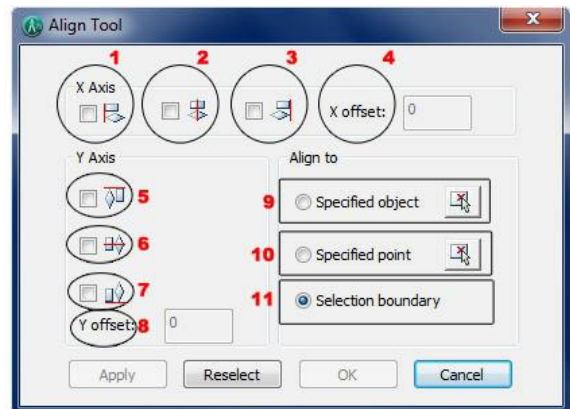 Align Tool
1 2 3 4
X Axis
X offset: 0
Y Axis
5
6
7
Y offset: 8 0
Align to
9 Specified object
10 Specified point
11 Selection boundary
Apply Reselect OK Cancel